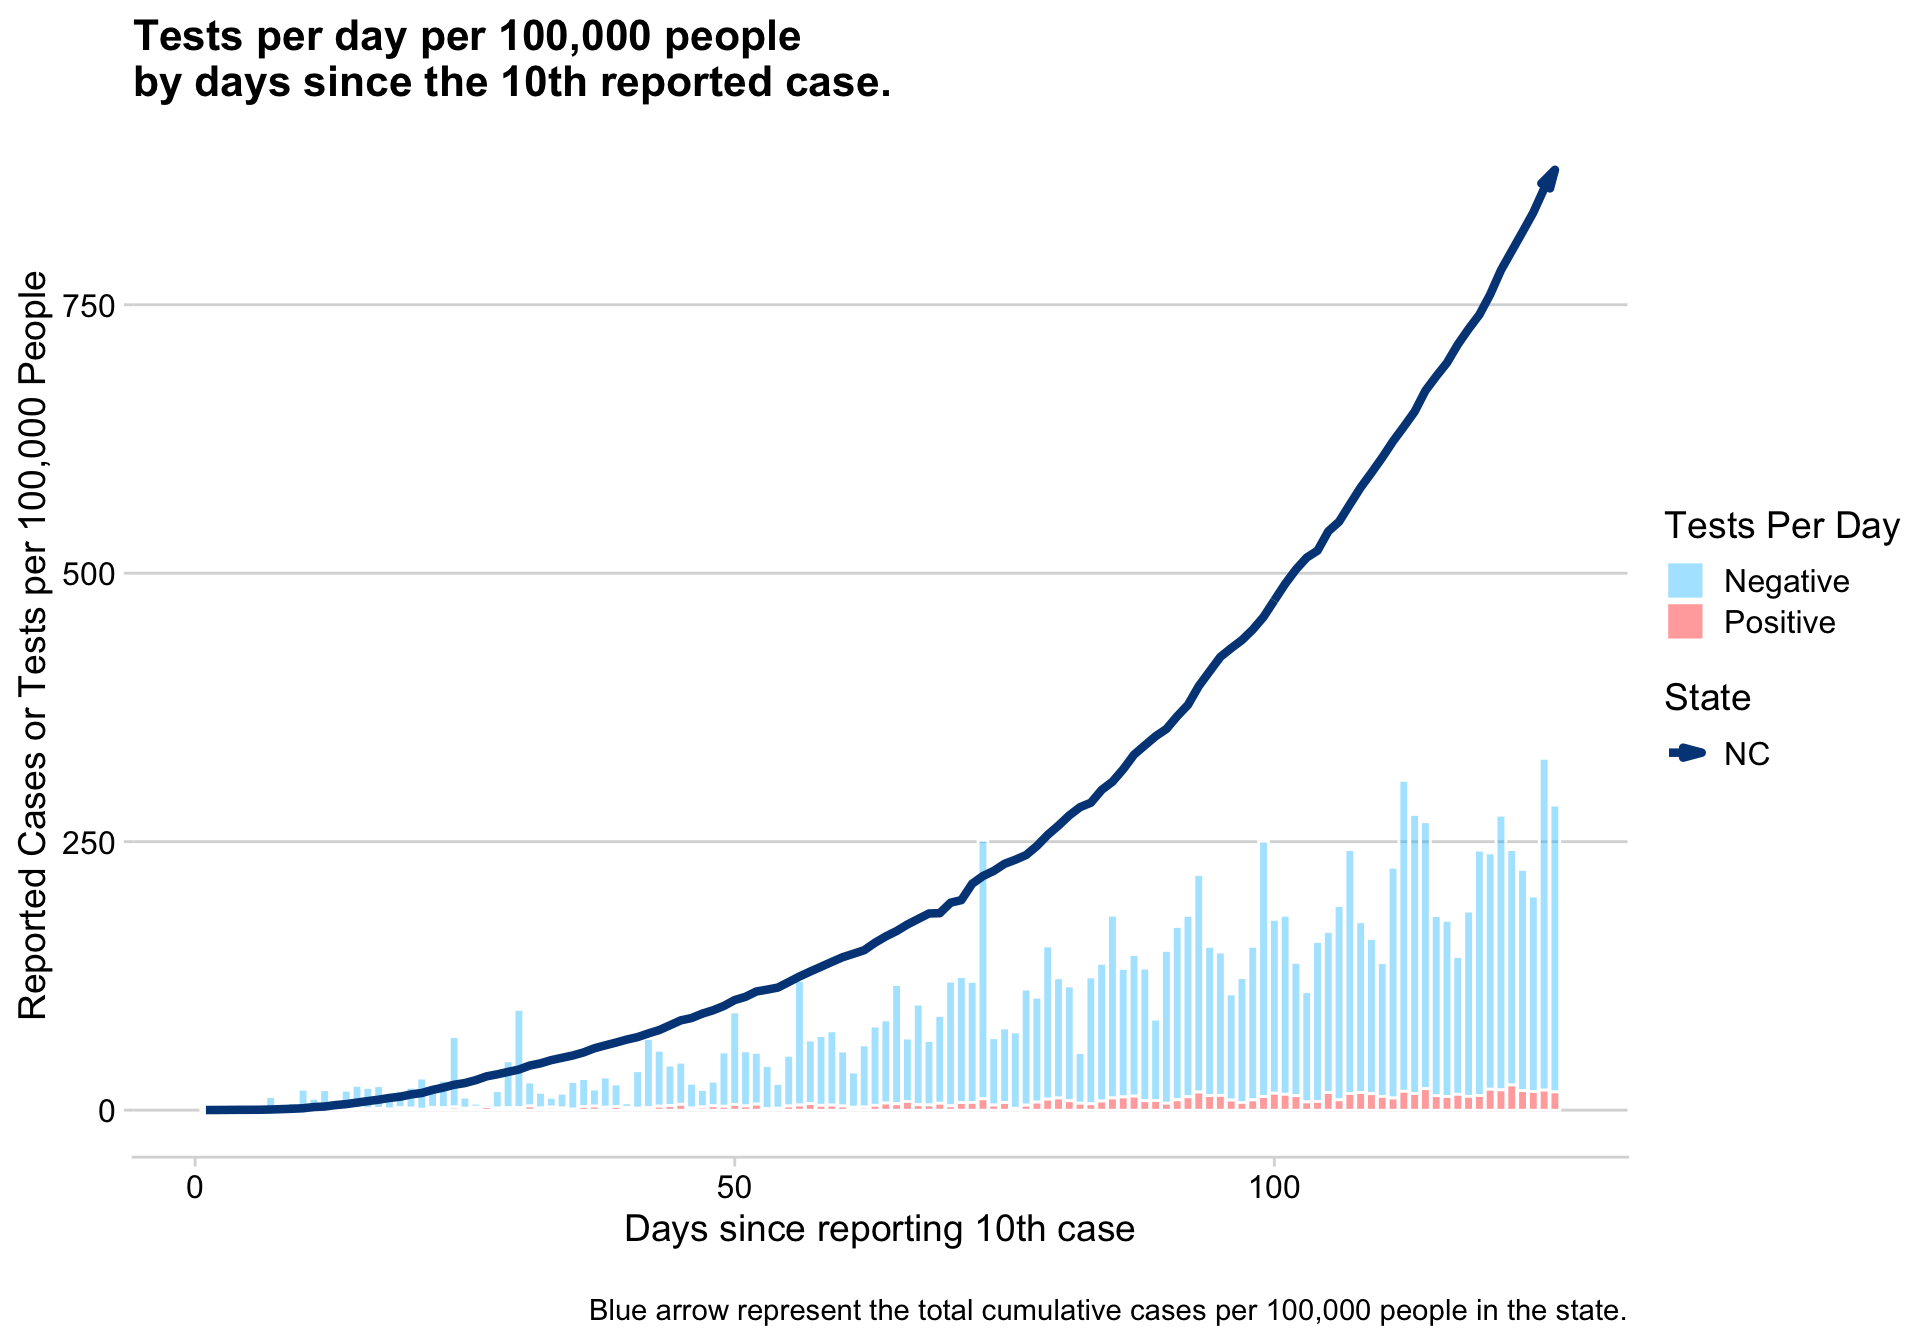 Tests per day per 100,000 people
by days since the 10th reported case.
Reported Cases or Tests per 100,000 People
750
500
250
0
0
50
100
Days since reporting 10th case
Tests Per Day
Negative
Positive
State
NC
Blue arrow represent the total cumulative cases per 100,000 people in the state.